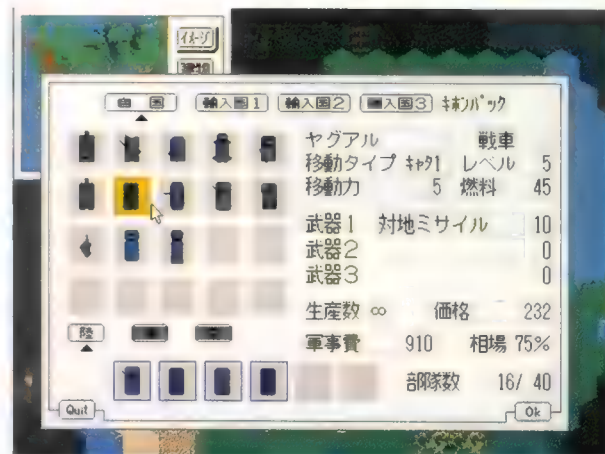 イメージ
自国 輸入国1 輸入国2 入国3 キホンパック
ヤグアル 戦車
移動タイプ キャタ1 レベル 5
移動力 5 燃料 45
武器1 対地ミサイル 10
武器2 0
武器3 0
生産数 ∞ 価格 232
陸
軍事費 910 相場 75%
部隊数 16/ 40
Quit Ok